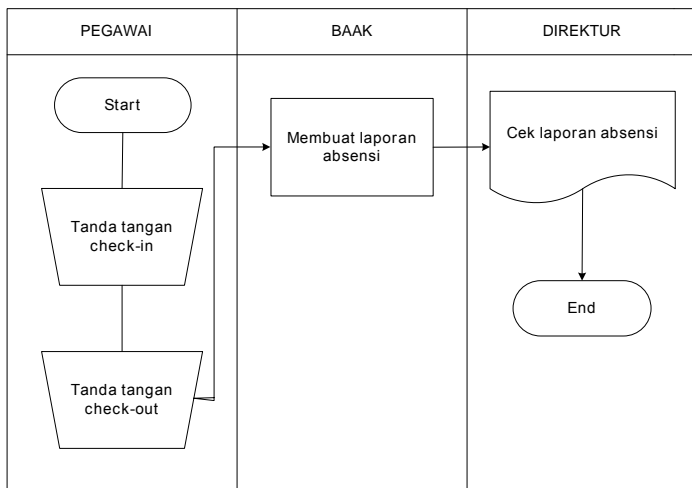 PEGAWAI
BAAK
DIREKTUR
Start
Tanda tangan
check-in
Tanda tangan
check-out
Membuat laporan
absensi
Cek laporan absensi
End